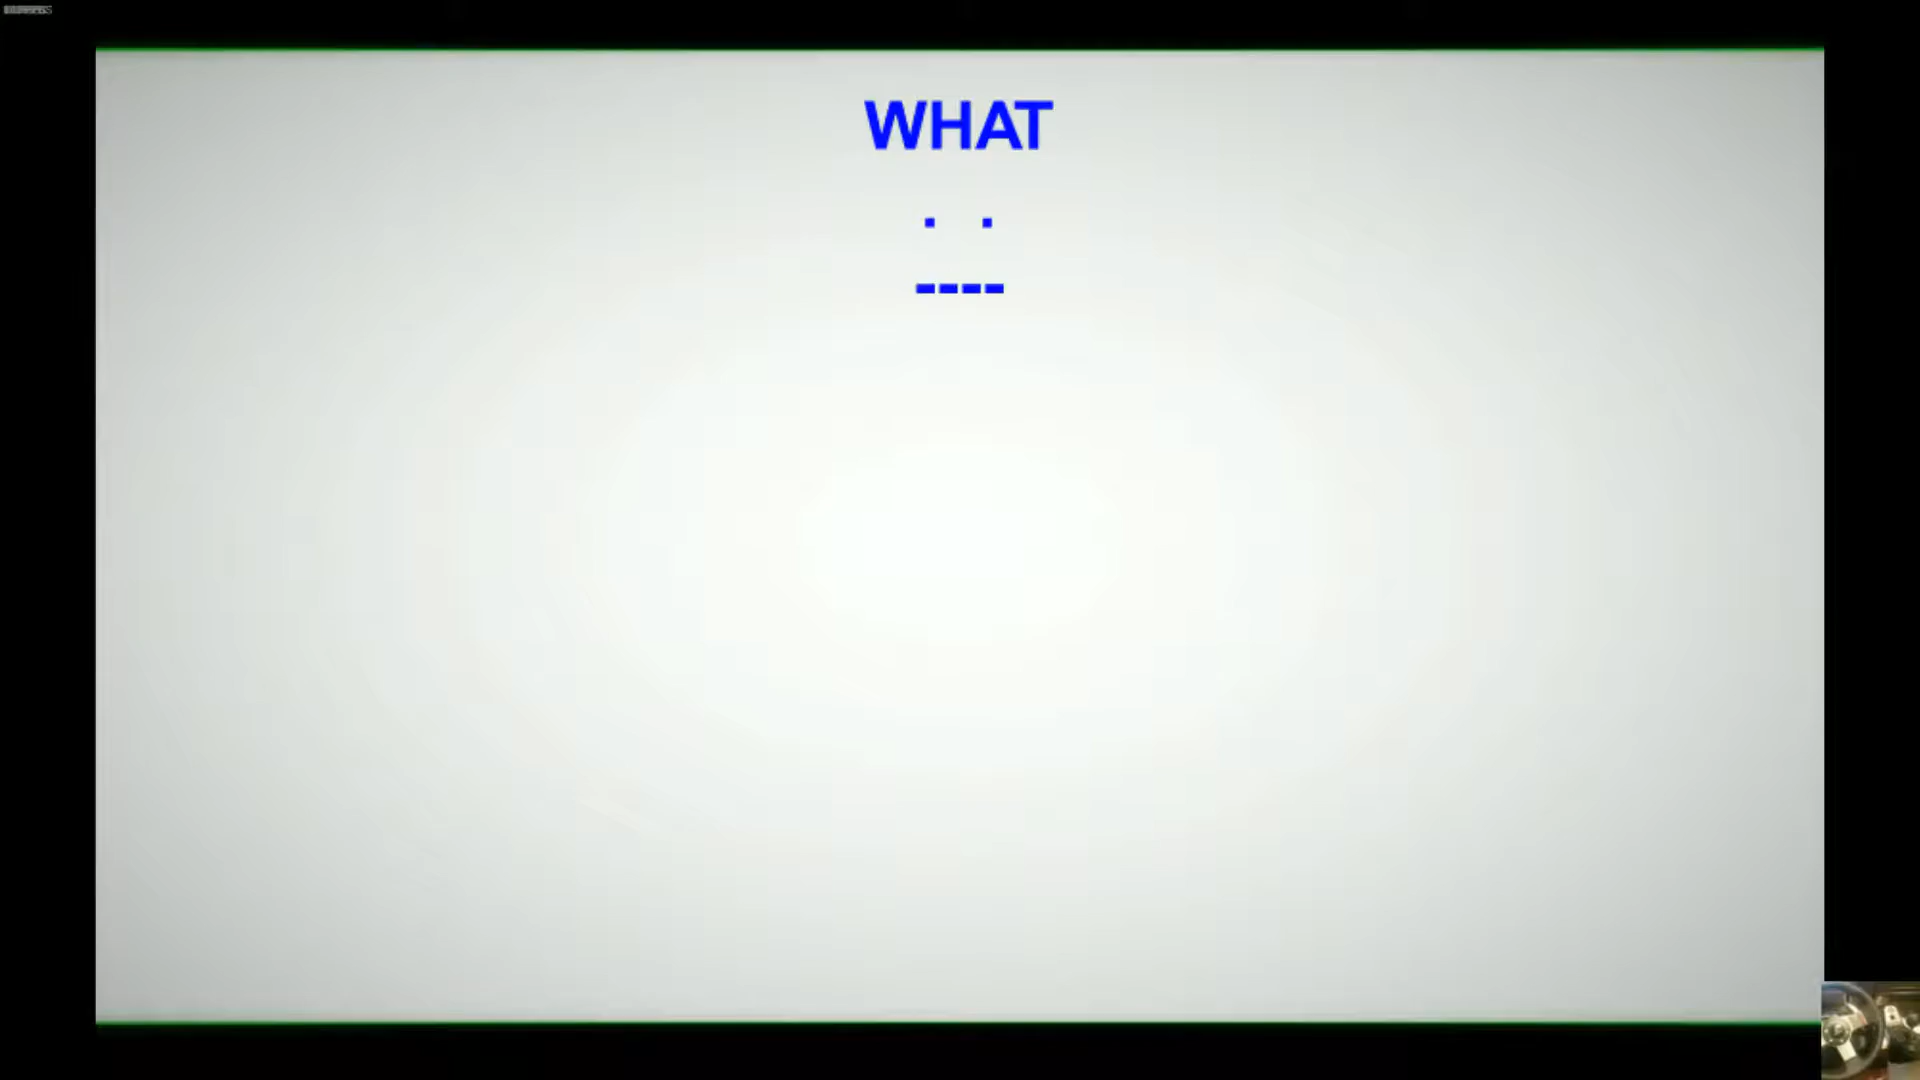 WHAT
. .
----